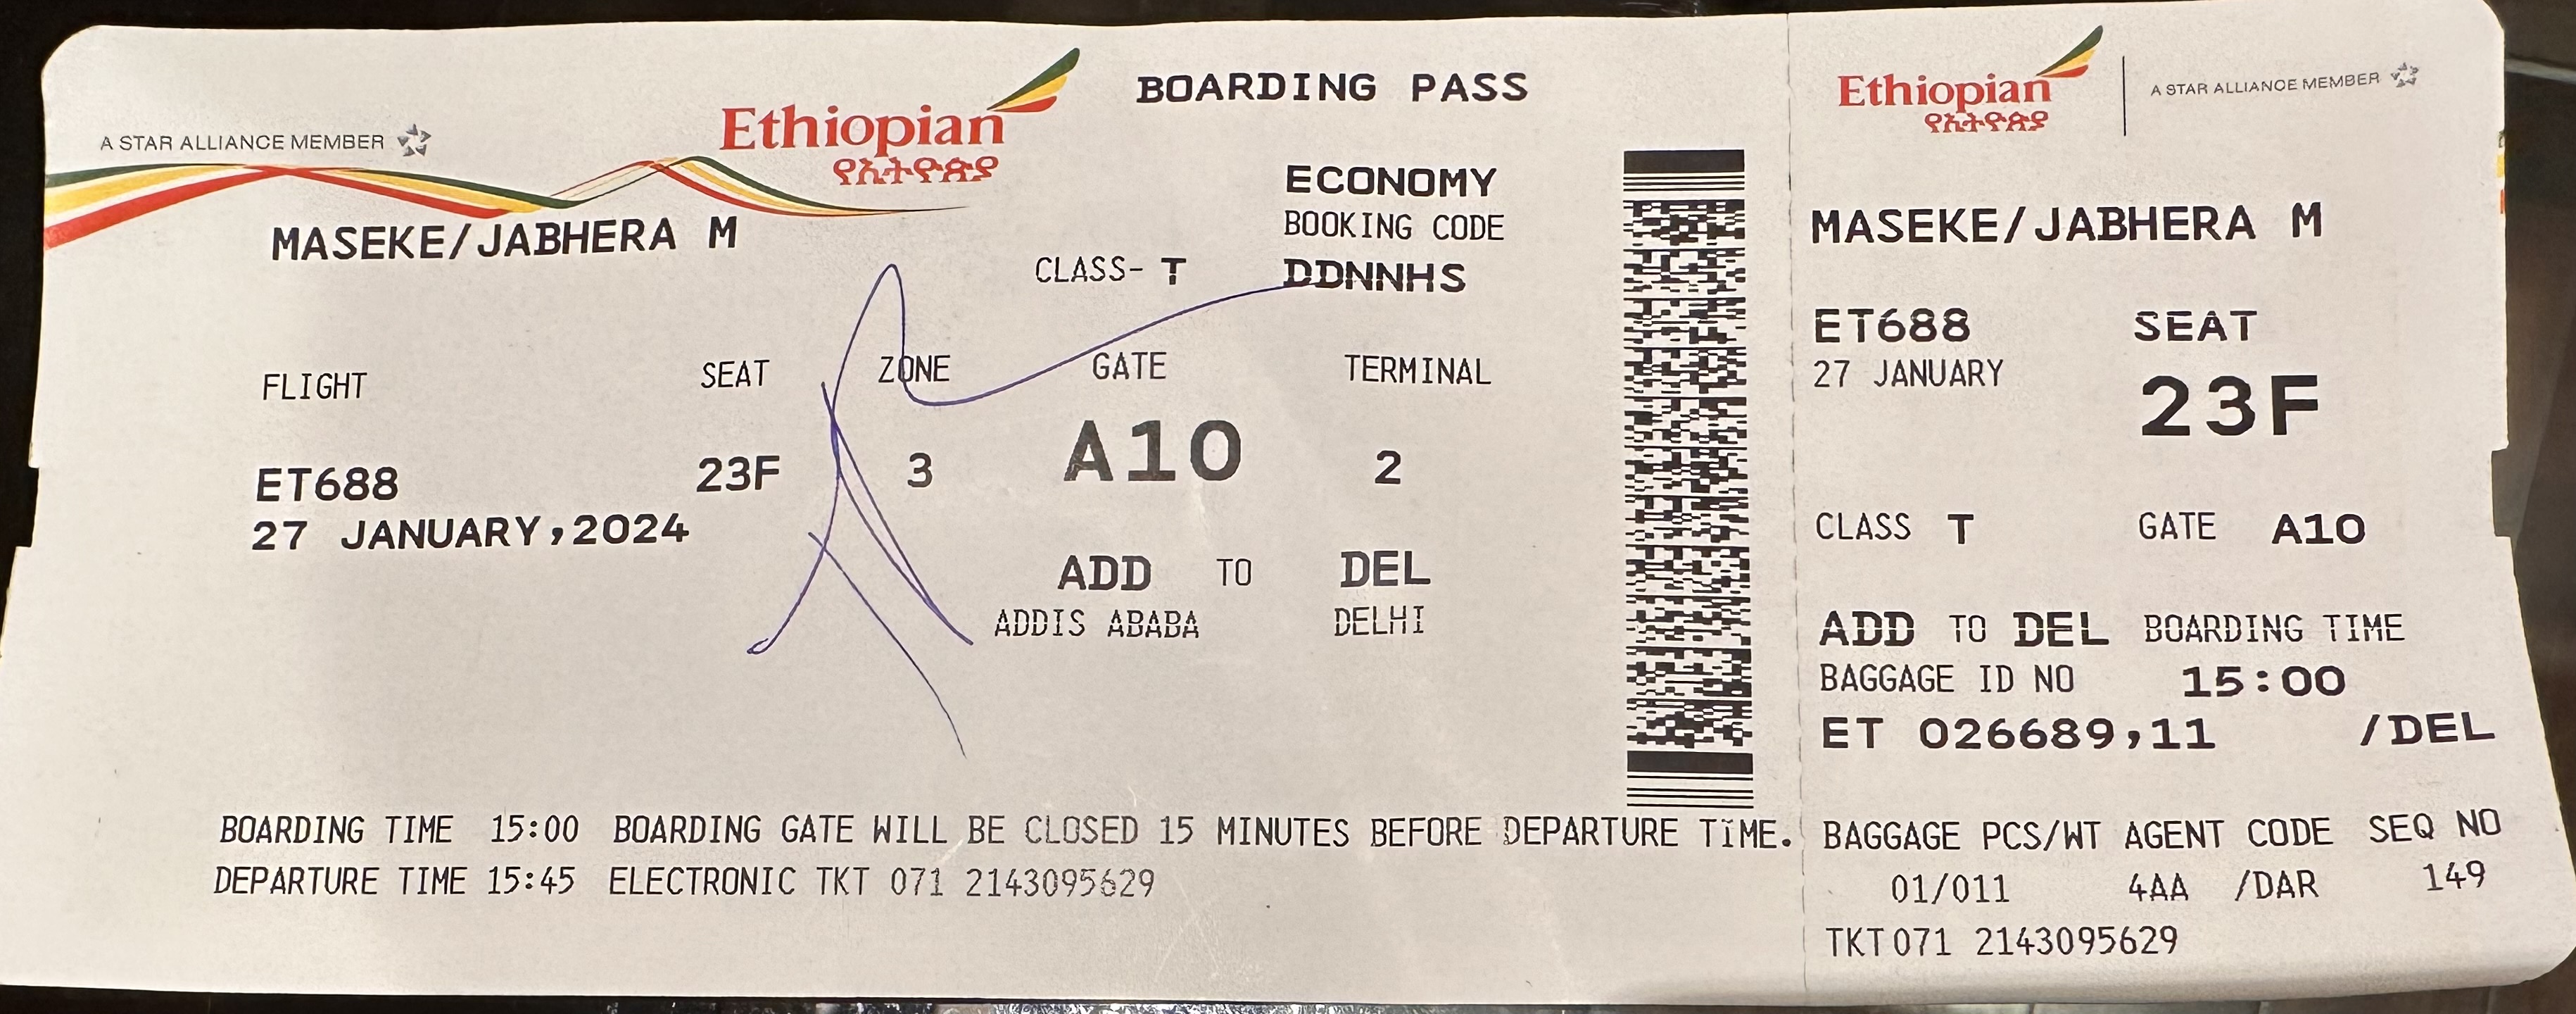 A STAR ALLIANCE MEMBER
Ethiopian
የኢትዮጵያ
BOARDING PASS
MASEKE/JABHERA M
ECONOMY
BOOKING CODE
CLASS- T DDNNHS
FLIGHT SEAT ZONE GATE TERMINAL
ET688 23F 3 A10 2
27 JANUARY,2024
ADD TO DEL
ADDIS ABABA DELHI
BOARDING TIME 15:00 BOARDING GATE WILL BE CLOSED 15 MINUTES BEFORE DEPARTURE TIME.
DEPARTURE TIME 15:45 ELECTRONIC TKT 071 2143095629
Ethiopian
የኢትዮጵያ
A STAR ALLIANCE MEMBER
MASEKE/JABHERA M
ET688 SEAT
27 JANUARY 23F
CLASS T GATE A10
ADD TO DEL BOARDING TIME
BAGGAGE ID NO 15:00
ET 026689,11 /DEL
BAGGAGE PCS/WT AGENT CODE SEQ NO
01/011 4AA /DAR 149
TKT071 2143095629